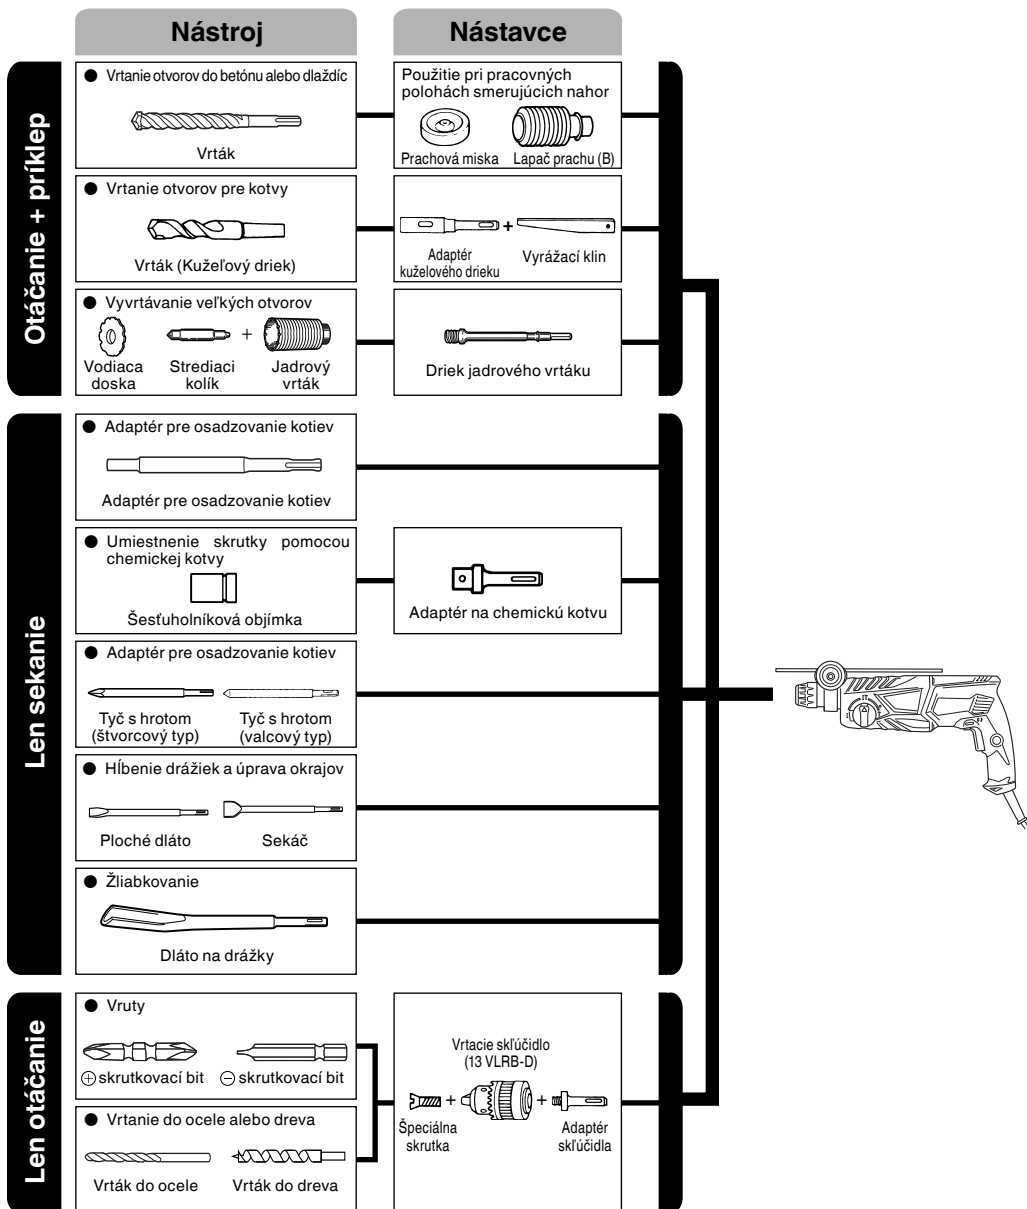 Nástroj
Nástavce
Otáčanie + príklep
● Vrtanie otvorov do betónu alebo dlaždíc
Vrták
Použitie pri pracovných
polohách smerujúcich nahor
Prachová miska
Lapač prachu (B)
● Vrtanie otvorov pre kotvy
Vrták (Kužeľový driek)
+
Adaptér
kuželového drieku
Vyrážací klin
● Vyvrtávanie veľkých otvorov
+
Vodiaca
doska
Strediaci
kolík
Jadrový
vrták
Driek jadrového vrtáku
Len sekanie
● Adaptér pre osadzovanie kotiev
Adaptér pre osadzovanie kotiev
● Umiestnenie skrutky pomocou
chemickej kotvy
Šesťuholníková objímka
Adaptér na chemickú kotvu
● Adaptér pre osadzovanie kotiev
Tyč s hrotom
(štvorcový typ)
Tyč s hrotom
(valcový typ)
● Hĺbenie drážiek a úprava okrajov
Ploché dláto
Sekáč
● Žliabkovanie
Dláto na drážky
Len otáčanie
● Vruty
⊕ skrutkovací bit
⊖ skrutkovací bit
● Vrtanie do ocele alebo dreva
Vrták do ocele
Vrták do dreva
Vrtacie skľúčidlo
(13 VLRB-D)
+
+
Špeciálna
skrutka
Adaptér
skľúčidla